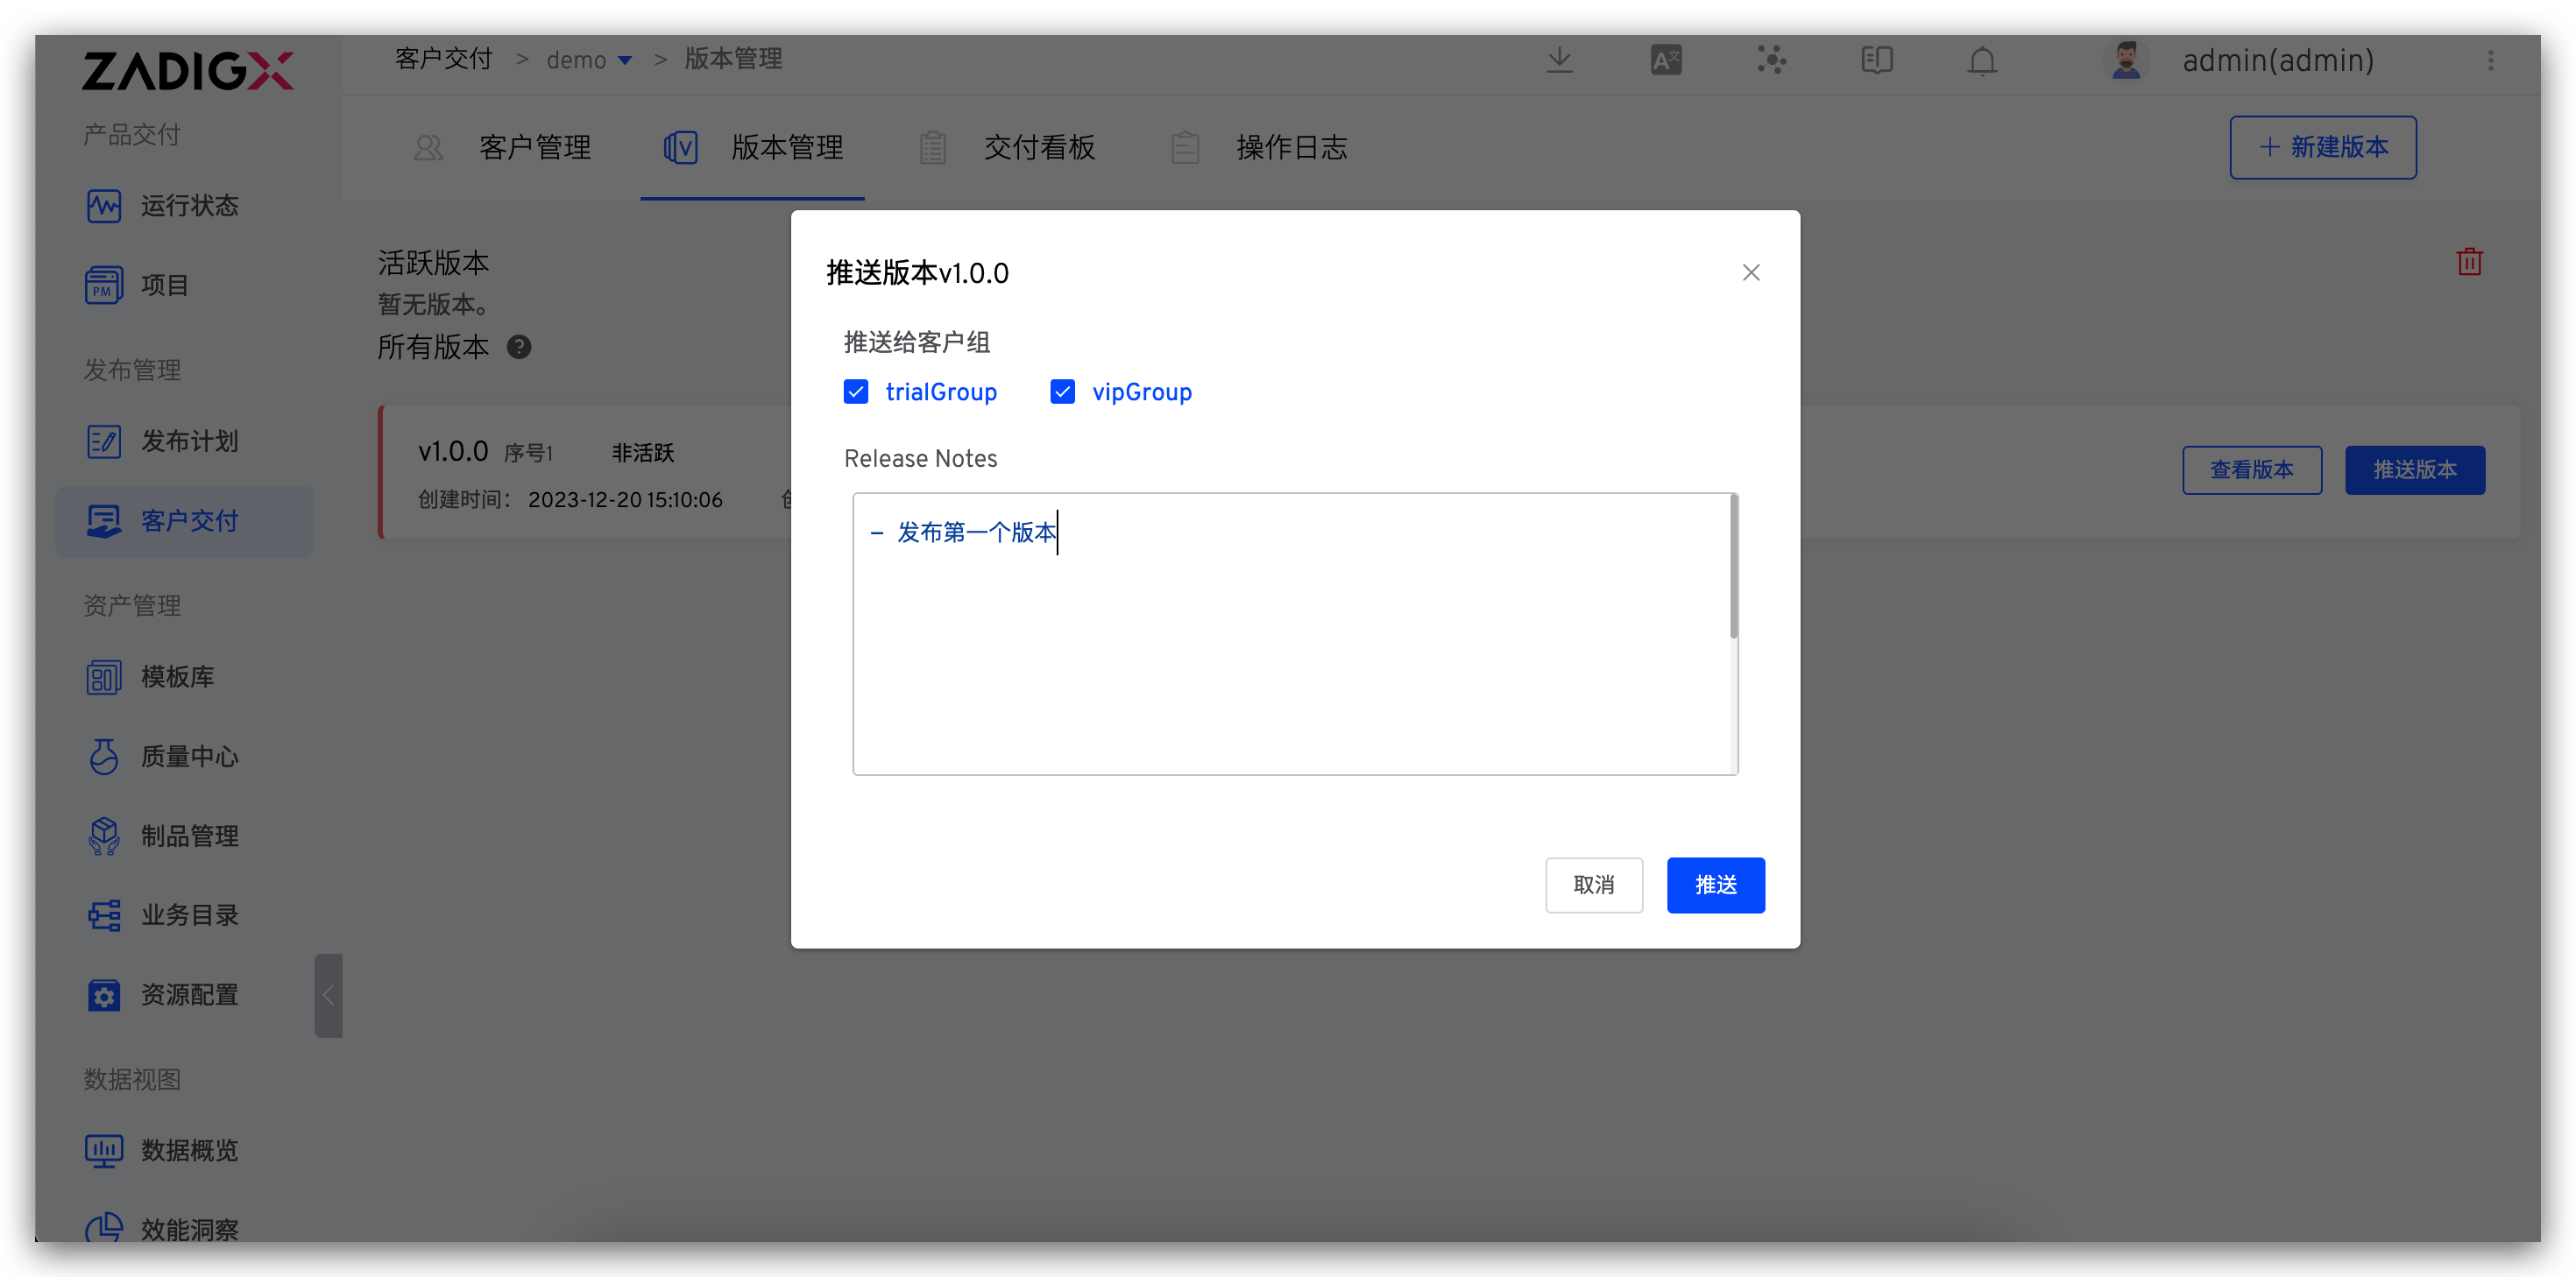 ZADIGX
客户交付 > demo > 版本管理
admin(admin)
产品交付
运行状态
项目
发布管理
发布计划
客户交付
资产管理
模板库
质量中心
制品管理
业务目录
资源配置
数据视图
数据概览
效能洞察
客户管理
版本管理
交付看板
操作日志
+ 新建版本
活跃版本
暂无版本。
所有版本 ?
v1.0.0 序号1 非活跃
创建时间： 2023-12-20 15:10:06
查看版本
推送版本
推送版本v1.0.0
推送给客户组
trialGroup vipGroup
Release Notes
- 发布第一个版本
取消
推送